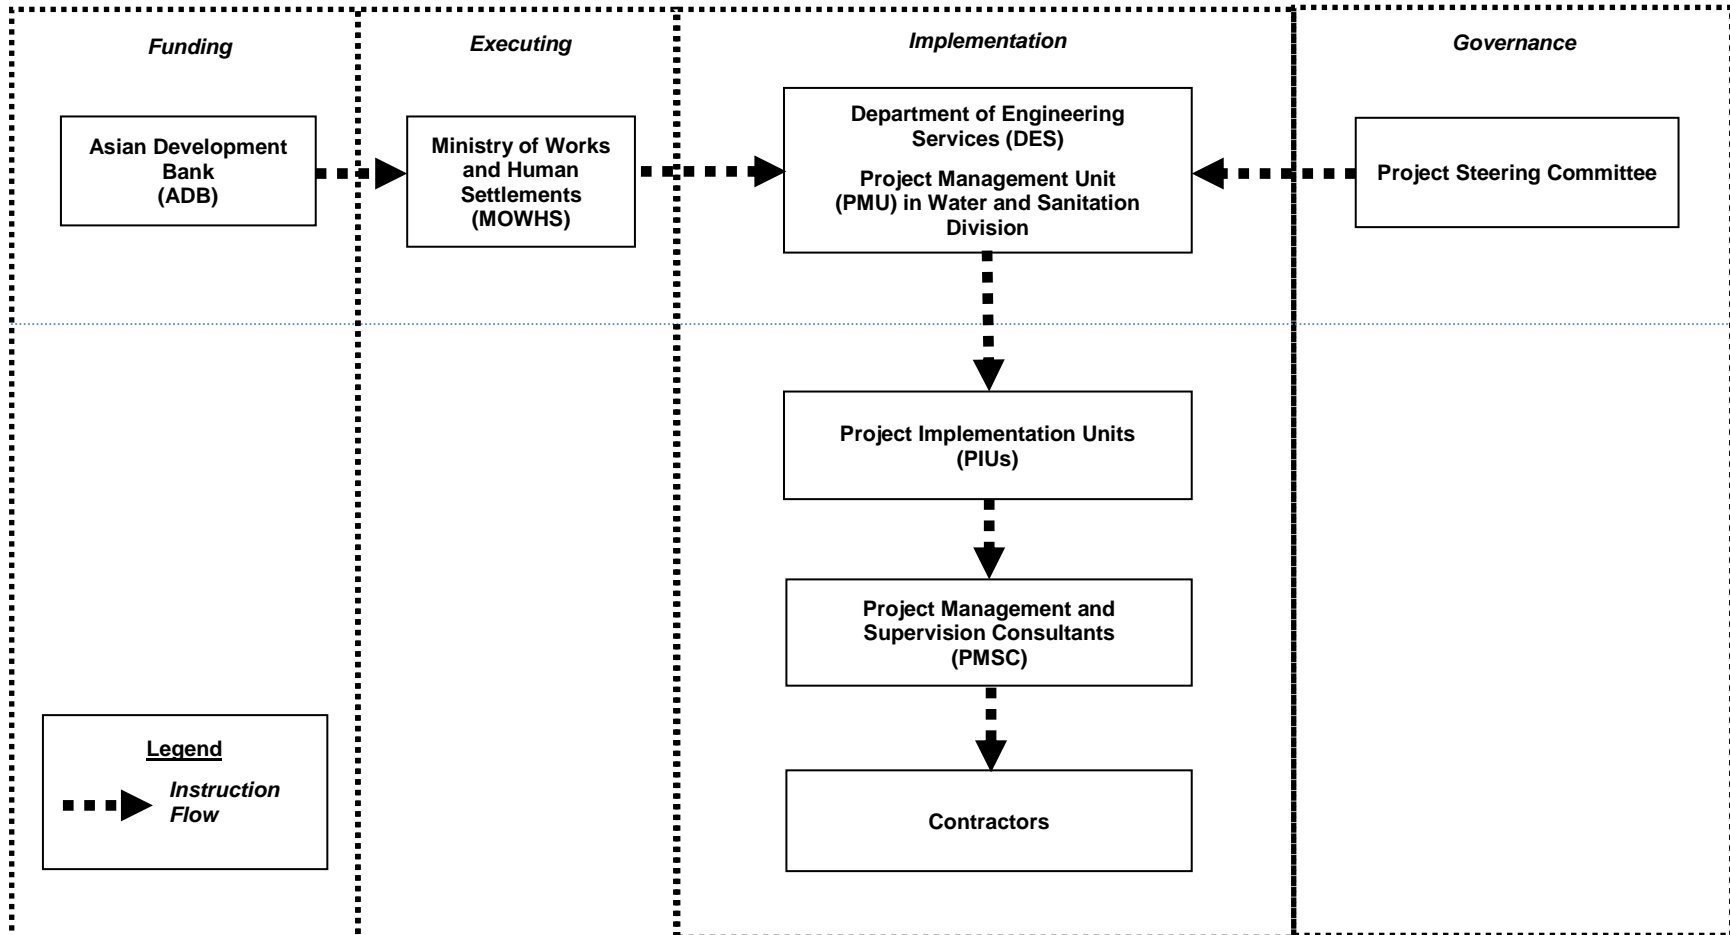 Funding
Executing
Implementation
Governance
Asian Development
Bank
(ADB)
Ministry of Works
and Human
Settlements
(MOWHS)
Department of Engineering
Services (DES)
Project Management Unit
(PMU) in Water and Sanitation
Division
Project Steering Committee
Project Implementation Units
(PIUs)
Project Management and
Supervision Consultants
(PMSC)
Contractors
Legend
Instruction
Flow